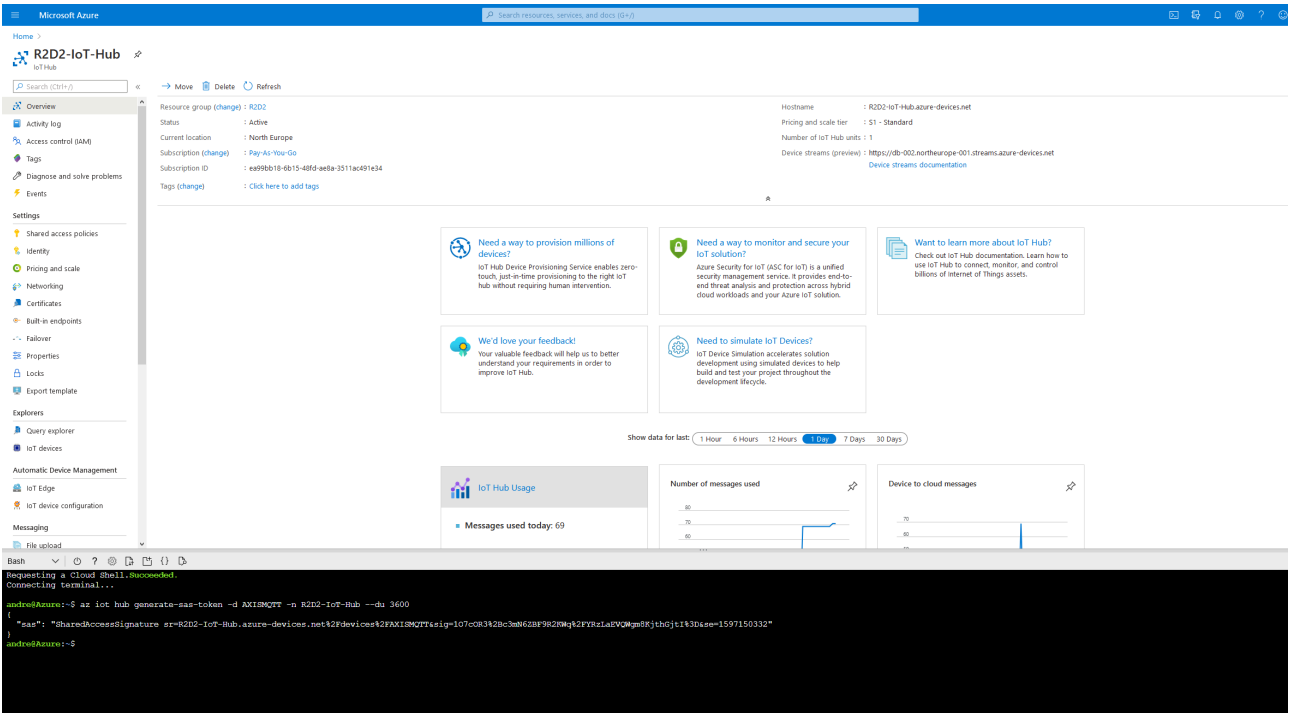 Microsoft Azure
Search resources, services, and docs (G+/)
Home >
R2D2-IoT-Hub
IoT Hub
Search (Ctrl+/)
«
Move Delete Refresh
Overview
Activity log
Access control (IAM)
Tags
Diagnose and solve problems
Events
Settings
Shared access policies
Identity
Pricing and scale
Networking
Certificates
Built-in endpoints
Failover
Properties
Locks
Export template
Explorers
Query explorer
IoT devices
Automatic Device Management
IoT Edge
IoT device configuration
Messaging
File upload
Resource group (change) : R2D2
Status : Active
Current location : North Europe
Subscription (change) : Pay-As-You-Go
Subscription ID : ea99bb18-6b15-48fd-ae8a-3511ac491e34
Tags (change) : Click here to add tags
Hostname : R2D2-IoT-Hub.azure-devices.net
Pricing and scale tier : S1 - Standard
Number of IoT Hub units : 1
Device streams (preview) : https://db-002.northeurope-001.streams.azure-devices.net
Device streams documentation
Need a way to provision millions of
devices?
IoT Hub Device Provisioning Service enables zero-
touch, just-in-time provisioning to the right IoT
hub without requiring human intervention.
Need a way to monitor and secure your
IoT solution?
Azure Security for IoT (ASC for IoT) is a unified
security management service. It provides end-to-
end threat analysis and protection across hybrid
cloud workloads and your Azure IoT solution.
Want to learn more about IoT Hub?
Check out IoT Hub documentation. Learn how to
use IoT Hub to connect, monitor, and control
billions of Internet of Things assets.
We'd love your feedback!
Your valuable feedback will help us to better
understand your requirements in order to
improve IoT Hub.
Need to simulate IoT Devices?
IoT Device Simulation accelerates solution
development using simulated devices to help
build and test your project throughout the
development lifecycle.
Show data for last: 1 Hour 6 Hours 12 Hours 1 Day 7 Days 30 Days
IoT Hub Usage
Messages used today: 69
Number of messages used
80
70
60
Device to cloud messages
70
60
Bash
Requesting a Cloud Shell.Succeeded.
Connecting terminal...
andre@Azure:~$ az iot hub generate-sas-token -d AXISMQTT -n R2D2-IoT-Hub --du 3600
{
"sas": "SharedAccessSignature sr=R2D2-IoT-Hub.azure-devices.net%2Fdevices%2FAXISMQTT&sig=1O7cOR3%2Bc3mN6ZBF9R2KWq%2FYRzLaEVQWgm8KjthGjtI%3D&se=1597150332"
}
andre@Azure:~$